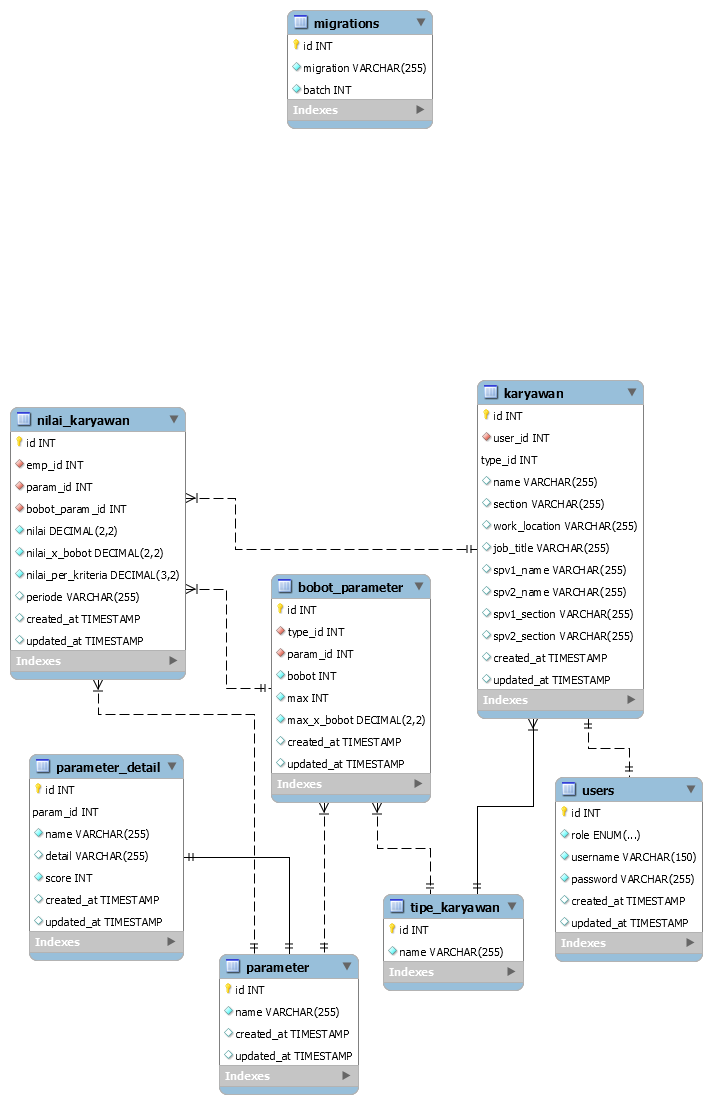 migrations
id INT
migration VARCHAR(255)
batch INT
Indexes
karyawan
id INT
user_id INT
type_id INT
name VARCHAR(255)
section VARCHAR(255)
work_location VARCHAR(255)
job_title VARCHAR(255)
spv1_name VARCHAR(255)
spv2_name VARCHAR(255)
spv1_section VARCHAR(255)
spv2_section VARCHAR(255)
created_at TIMESTAMP
updated_at TIMESTAMP
Indexes
nilai_karyawan
id INT
emp_id INT
param_id INT
bobot_param_id INT
nilai DECIMAL(2,2)
nilai_x_bobot DECIMAL(2,2)
nilai_per_kriteria DECIMAL(3,2)
periode VARCHAR(255)
created_at TIMESTAMP
updated_at TIMESTAMP
Indexes
bobot_parameter
id INT
type_id INT
param_id INT
bobot INT
max INT
max_x_bobot DECIMAL(2,2)
created_at TIMESTAMP
updated_at TIMESTAMP
Indexes
parameter_detail
id INT
param_id INT
name VARCHAR(255)
detail VARCHAR(255)
score INT
created_at TIMESTAMP
updated_at TIMESTAMP
Indexes
users
id INT
role ENUM(...)
username VARCHAR(150)
password VARCHAR(255)
created_at TIMESTAMP
updated_at TIMESTAMP
Indexes
tipe_karyawan
id INT
name VARCHAR(255)
Indexes
parameter
id INT
name VARCHAR(255)
created_at TIMESTAMP
updated_at TIMESTAMP
Indexes